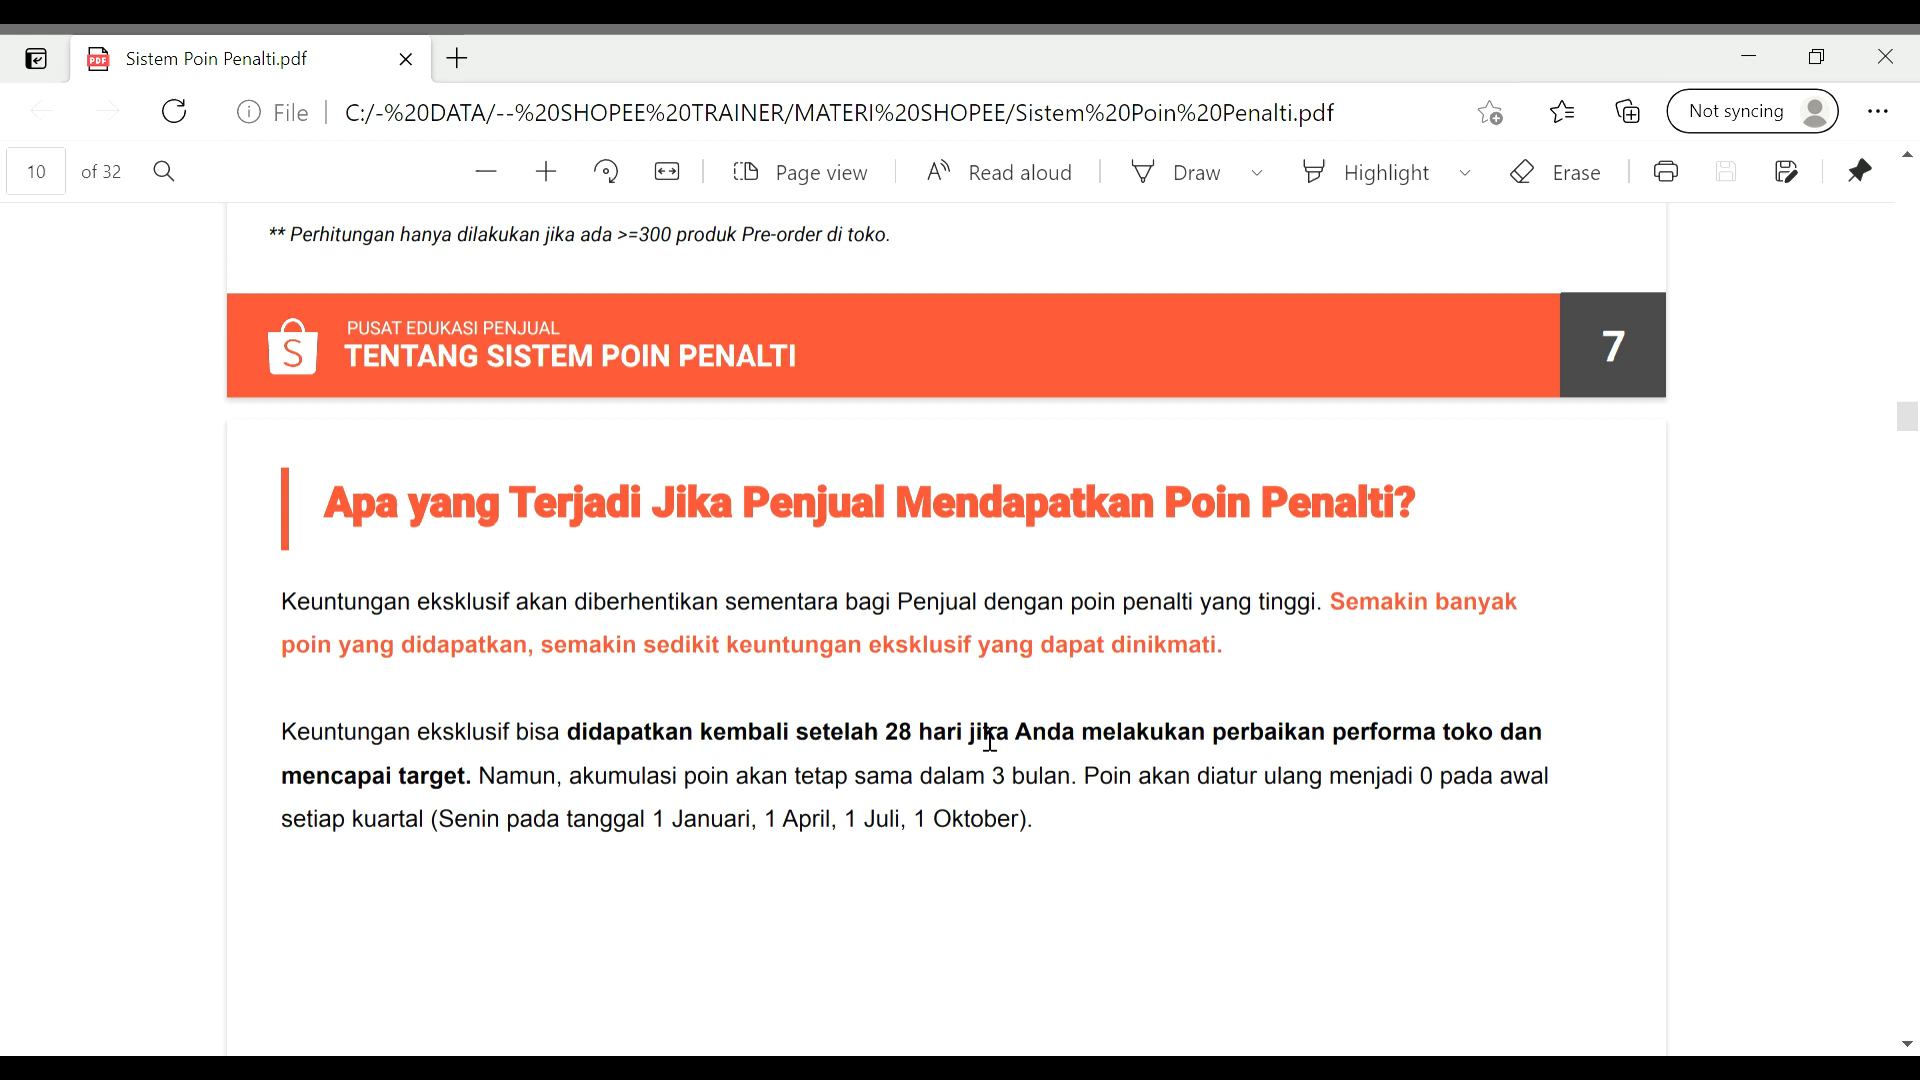 Sistem Poin Penalti.pdf
File
C:/-%20DATA/--%20SHOPEE%20TRAINER/MATERI%20SHOPEE/Sistem%20Poin%20Penalti.pdf
Not syncing
10 of 32
Page view
Read aloud
Draw
Highlight
Erase
** Perhitungan hanya dilakukan jika ada >=300 produk Pre-order di toko.
PUSAT EDUKASI PENJUAL
TENTANG SISTEM POIN PENALTI
7
Apa yang Terjadi Jika Penjual Mendapatkan Poin Penalti?
Keuntungan eksklusif akan diberhentikan sementara bagi Penjual dengan poin penalti yang tinggi. Semakin banyak
poin yang didapatkan, semakin sedikit keuntungan eksklusif yang dapat dinikmati.
Keuntungan eksklusif bisa didapatkan kembali setelah 28 hari jika Anda melakukan perbaikan performa toko dan
mencapai target. Namun, akumulasi poin akan tetap sama dalam 3 bulan. Poin akan diatur ulang menjadi 0 pada awal
setiap kuartal (Senin pada tanggal 1 Januari, 1 April, 1 Juli, 1 Oktober).